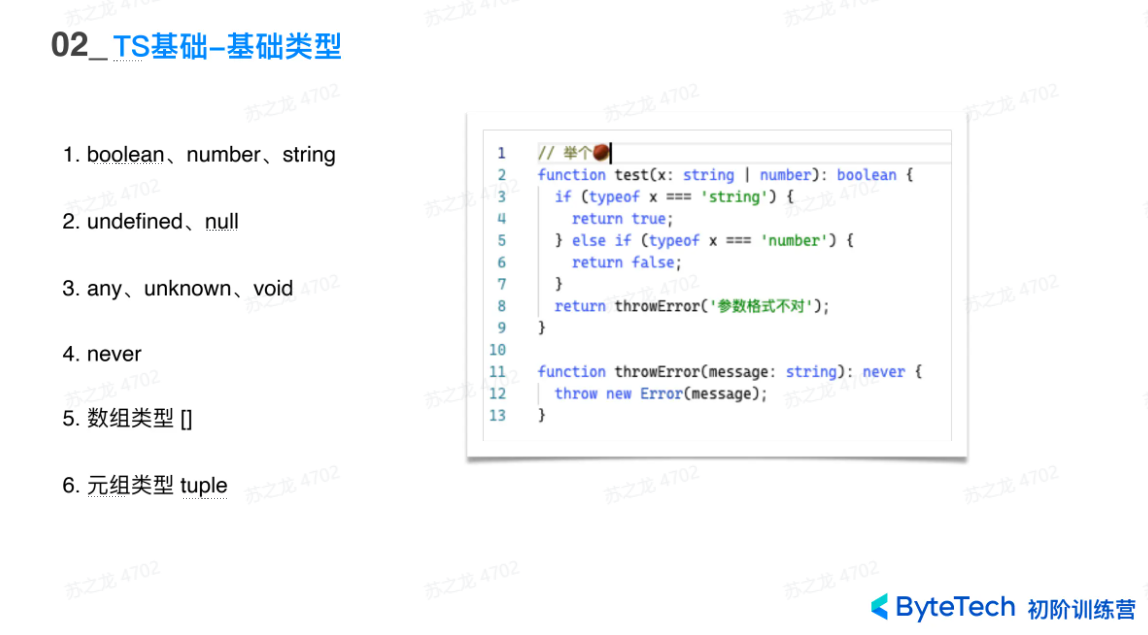 02_ TS基础-基础类型
1. boolean、number、string
2. undefined、null
3. any、unknown、void
4. never
5. 数组类型 []
6. 元组类型 tuple
1 // 举个🌰
2 function test(x: string | number): boolean {
3 if (typeof x === 'string') {
4 return true;
5 } else if (typeof x === 'number') {
6 return false;
7 }
8 return throwError('参数格式不对');
9 }
10
11 function throwError(message: string): never {
12 throw new Error(message);
13 }
ByteTech 初阶训练营
苏之龙 4702